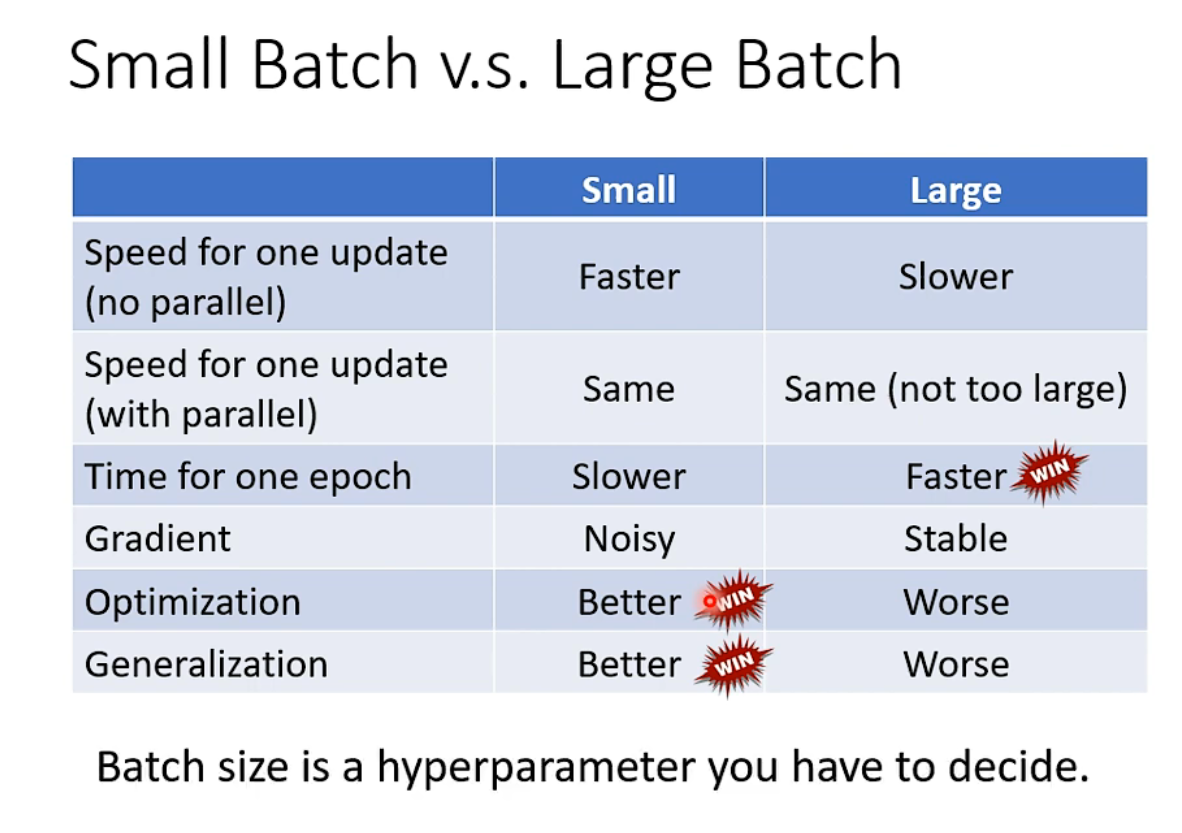 Small Batch v.s. Large Batch
Small Large
Speed for one update
(no parallel) Faster Slower
Speed for one update
(with parallel) Same Same (not too large)
Time for one epoch Slower Faster WIN
Gradient Noisy Stable
Optimization Better WIN Worse
Generalization Better WIN Worse
Batch size is a hyperparameter you have to decide.